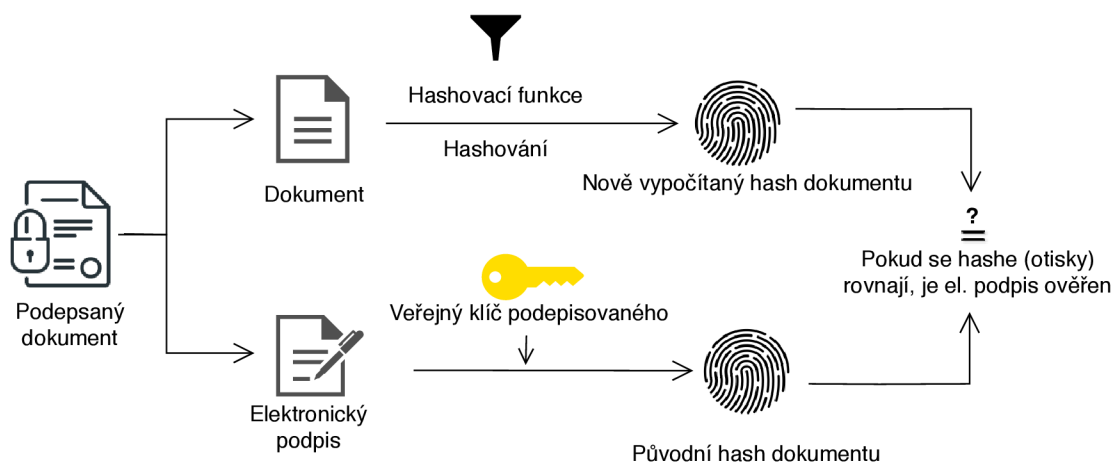 Hashovací funkce
Hashování
Dokument
Nově vypočítaný hash dokumentu
?
=
Pokud se hashe (otisky)
rovnají, je el. podpis ověřen
Podepsaný
dokument
Veřejný klíč podepisovaného
Elektronický
podpis
Původní hash dokumentu